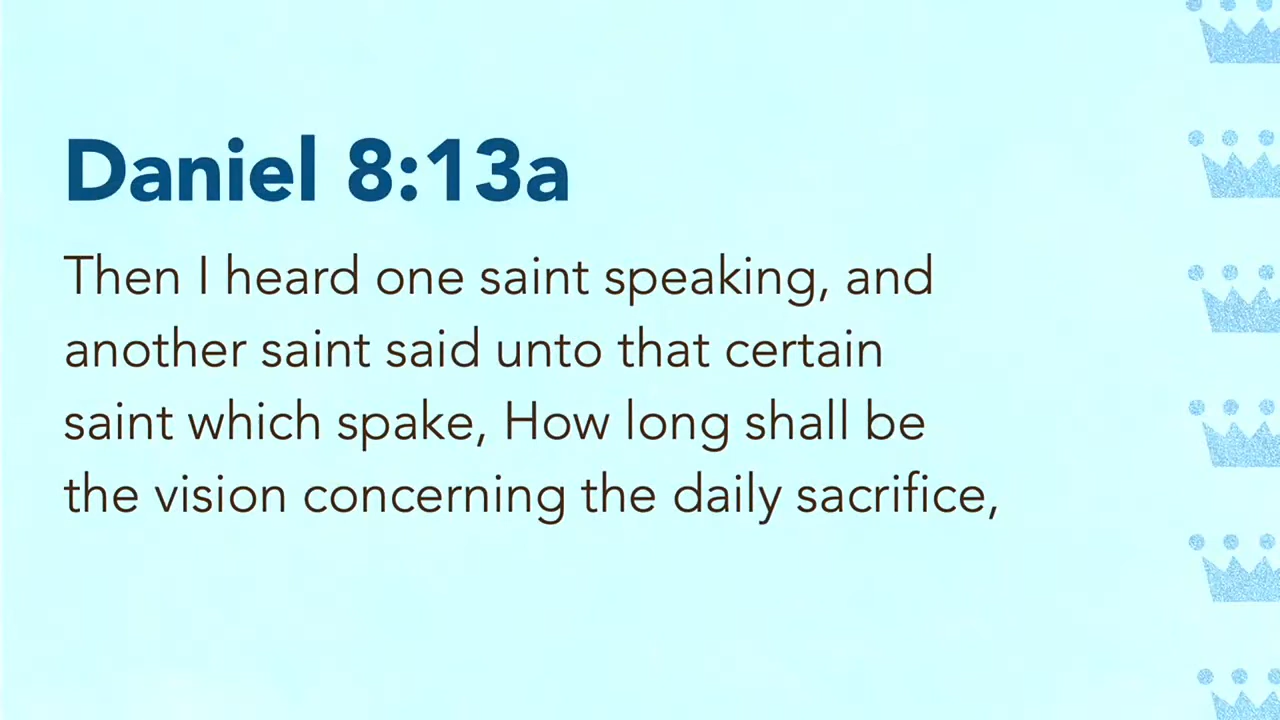 Daniel 8:13a
Then I heard one saint speaking, and
another saint said unto that certain
saint which spake, How long shall be
the vision concerning the daily sacrifice,